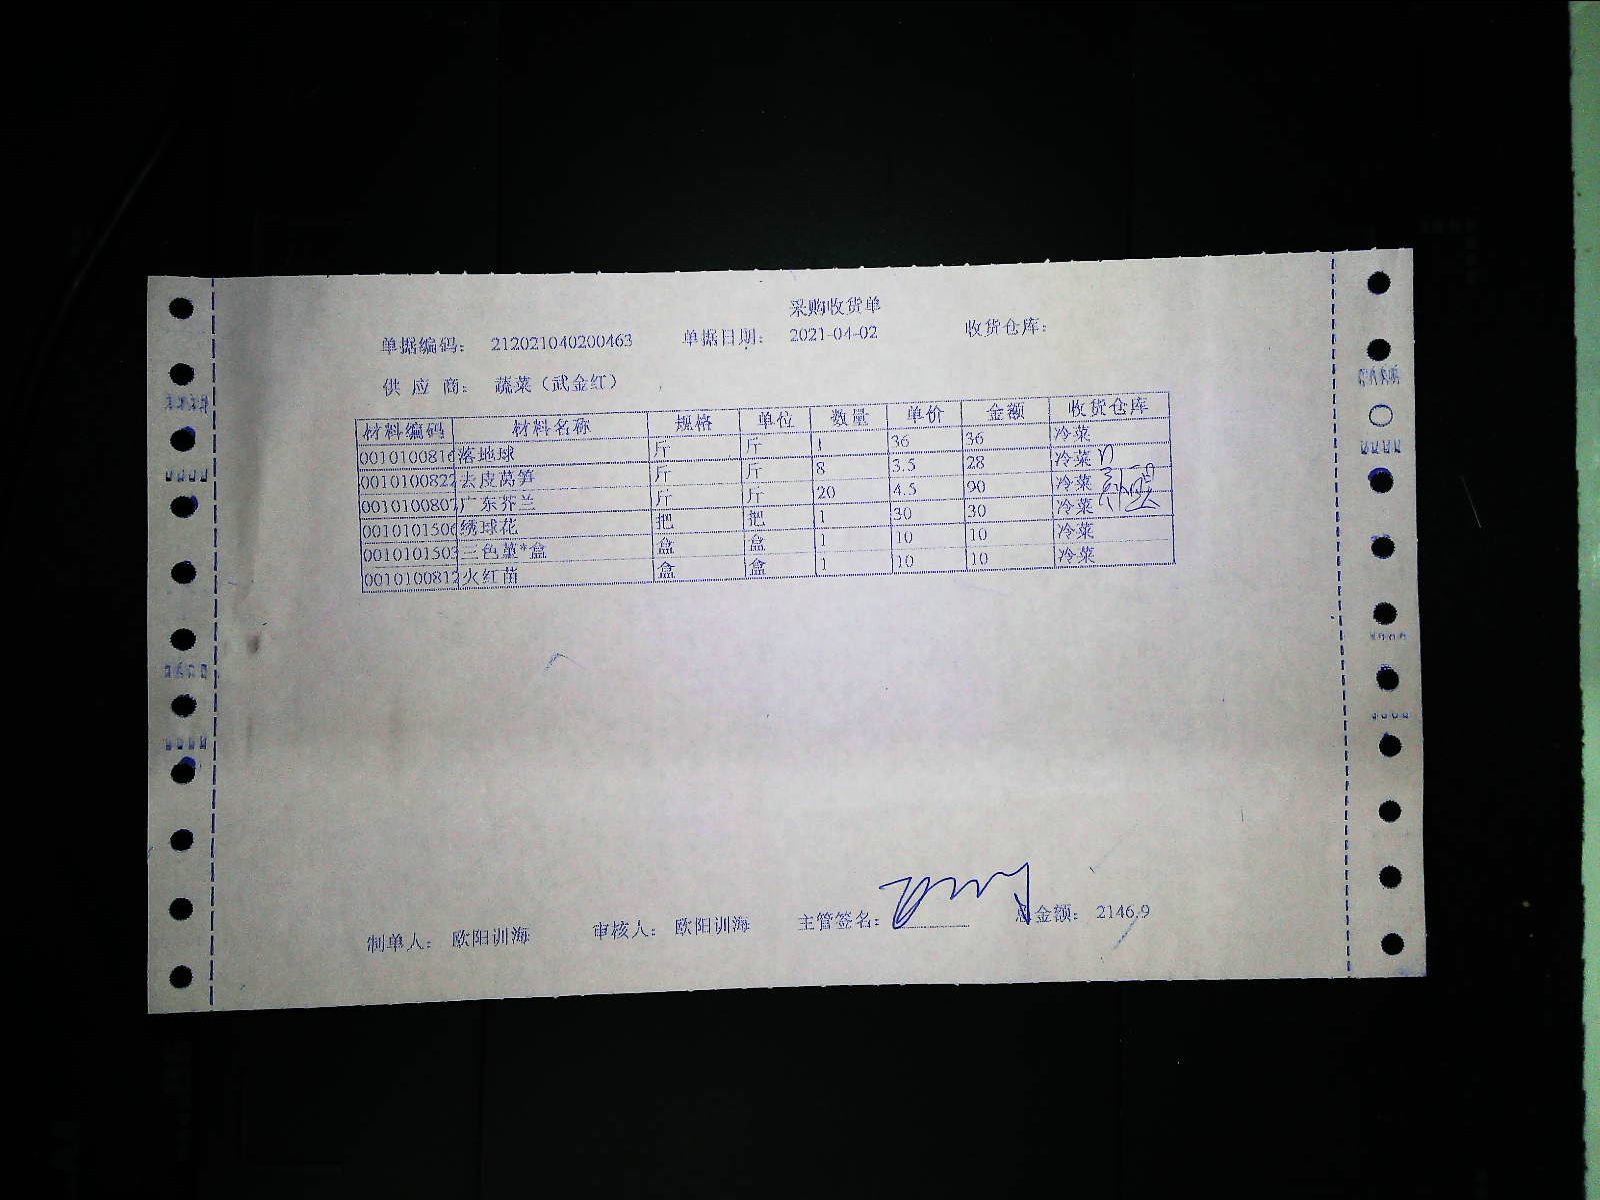 采购收货单
单据编码: 212021040200463 单据日期: 2021-04-02 收货仓库:
供 应 商: 蔬菜（武金红）
材料编码 材料名称 规格 单位 数量 单价 金额 收货仓库
0010100816 落地球 斤 斤 1 36 36 冷菜
0010100822 去皮莴笋 斤 斤 8 3.5 28 冷菜
0010100807 广东芥兰 斤 斤 20 4.5 90 冷菜
0010101506 绣球花 把 把 1 30 30 冷菜
0010101503 三色堇*盒 盒 盒 1 10 10 冷菜
0010100812 火红苗 盒 盒 1 10 10 冷菜
制单人: 欧阳训海 审核人: 欧阳训海 主管签名: 总金额: 2146.9